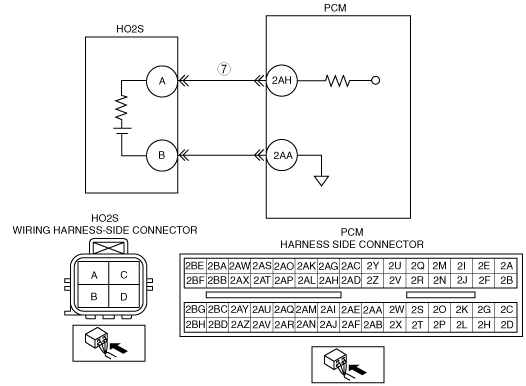 PCM
HO2S
A
7
2AH
B
2AA
HO2S
WIRING HARNESS-SIDE CONNECTOR
A C
B D
PCM
HARNESS SIDE CONNECTOR
2BE 2BA 2AW 2AS 2AO 2AK 2AG 2AC 2Y 2U 2Q 2M 2I 2E 2A
2BF 2BB 2AX 2AT 2AP 2AL 2AH 2AD 2Z 2V 2R 2N 2J 2F 2B
2BG 2BC 2AY 2AU 2AQ 2AM 2AI 2AE 2AA 2W 2S 2O 2K 2G 2C
2BH 2BD 2AZ 2AV 2AR 2AN 2AJ 2AF 2AB 2X 2T 2P 2L 2H 2D